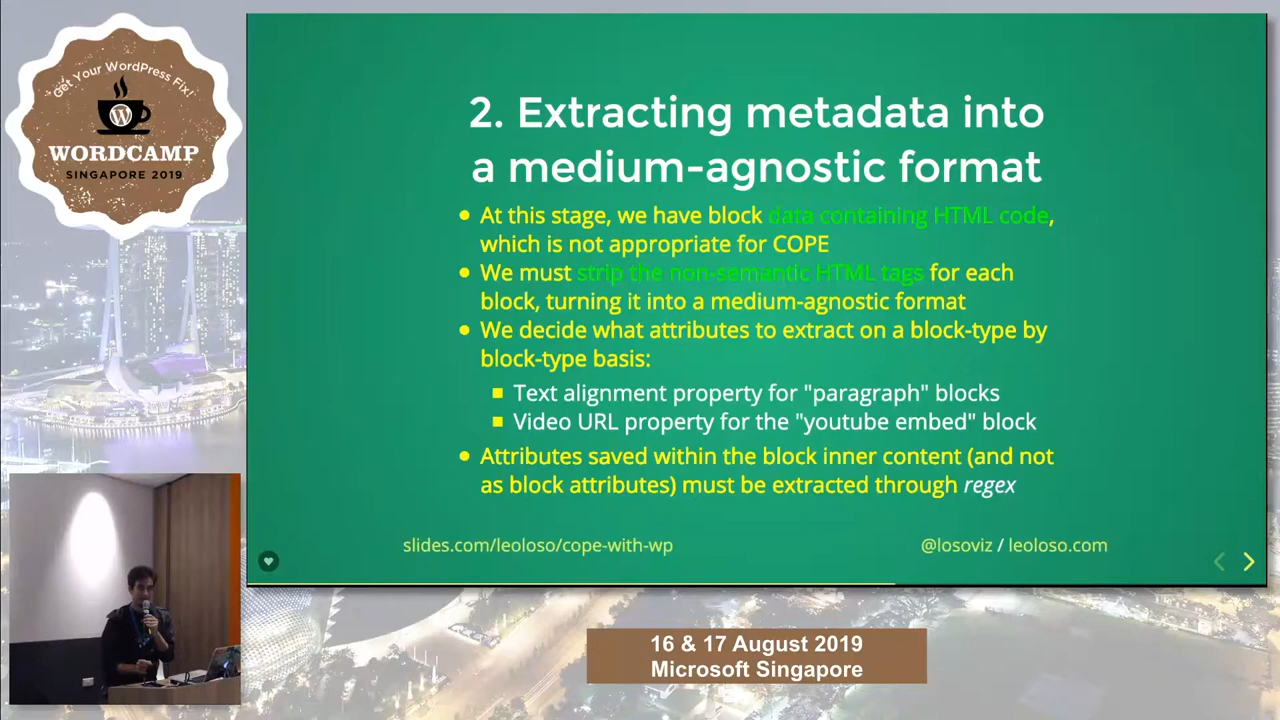 Get Your WordPress Fix!
WORDCAMP
SINGAPORE 2019
2. Extracting metadata into
a medium-agnostic format
● At this stage, we have block data containing HTML code,
which is not appropriate for COPE
● We must strip the non-semantic HTML tags for each
block, turning it into a medium-agnostic format
● We decide what attributes to extract on a block-type by
block-type basis:
■ Text alignment property for "paragraph" blocks
■ Video URL property for the "youtube embed" block
● Attributes saved within the block inner content (and not
as block attributes) must be extracted through regex
slides.com/leoloso/cope-with-wp
@losoviz / leoloso.com
16 & 17 August 2019
Microsoft Singapore